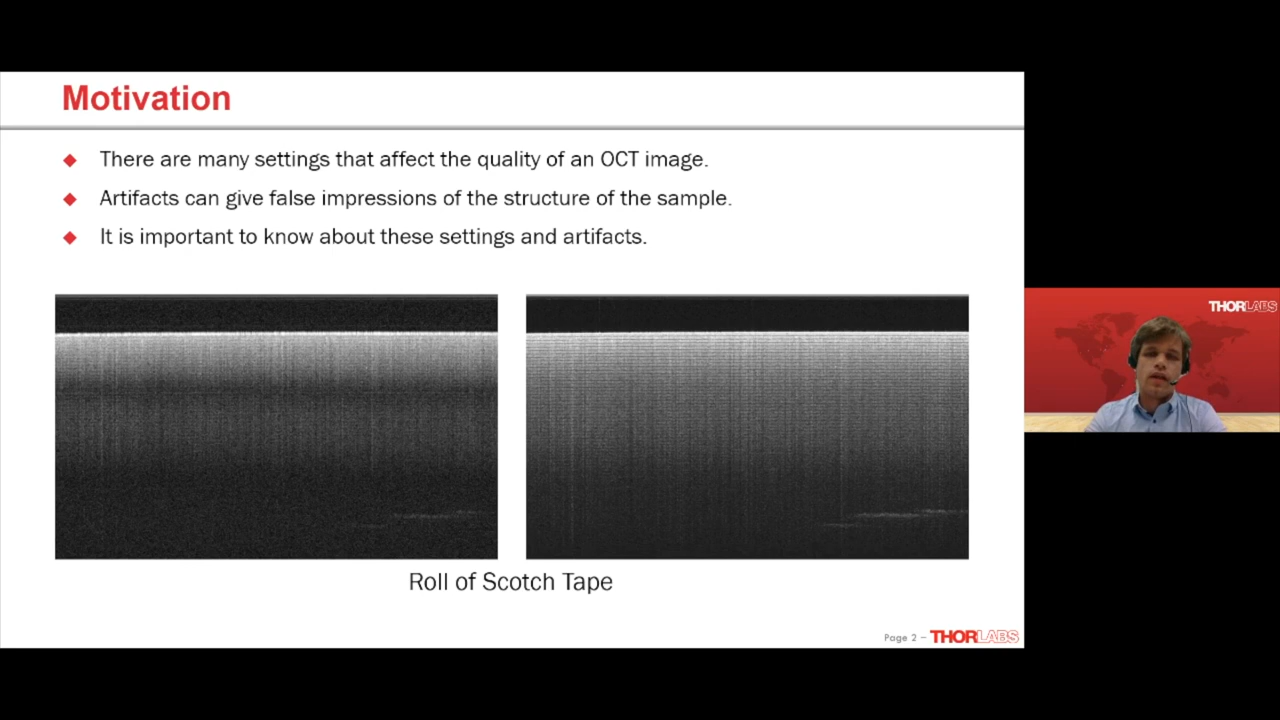 Motivation
There are many settings that affect the quality of an OCT image.
Artifacts can give false impressions of the structure of the sample.
It is important to know about these settings and artifacts.
Roll of Scotch Tape
Page 2 – THORLABS
THORLABS